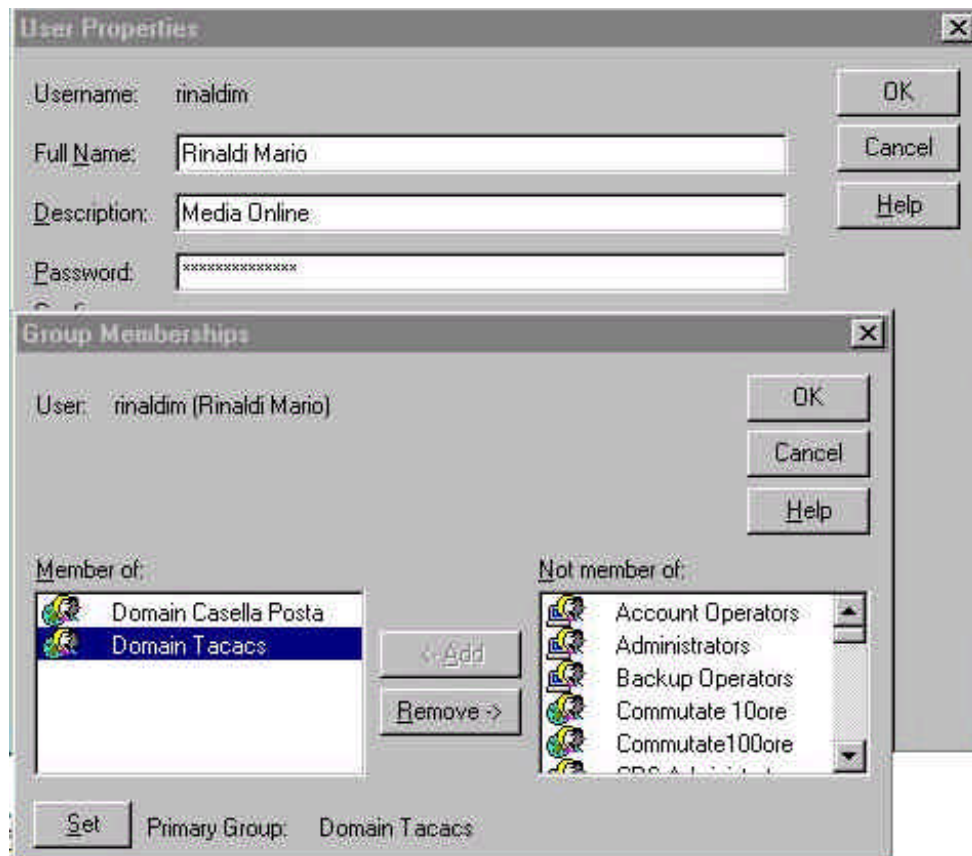 User Properties
Username: rinaldim
OK
Full Name: Rinaldi Mario
Cancel
Description: Media Online
Help
Password: **************
Group Memberships
User: rinaldim (Rinaldi Mario)
OK
Cancel
Help
Member of:
Domain Casella Posta
Domain Tacacs
<-Add
Remove ->
Not member of:
Account Operators
Administrators
Backup Operators
Commutate 10ore
Commutate100ore
Set
Primary Group: Domain Tacacs